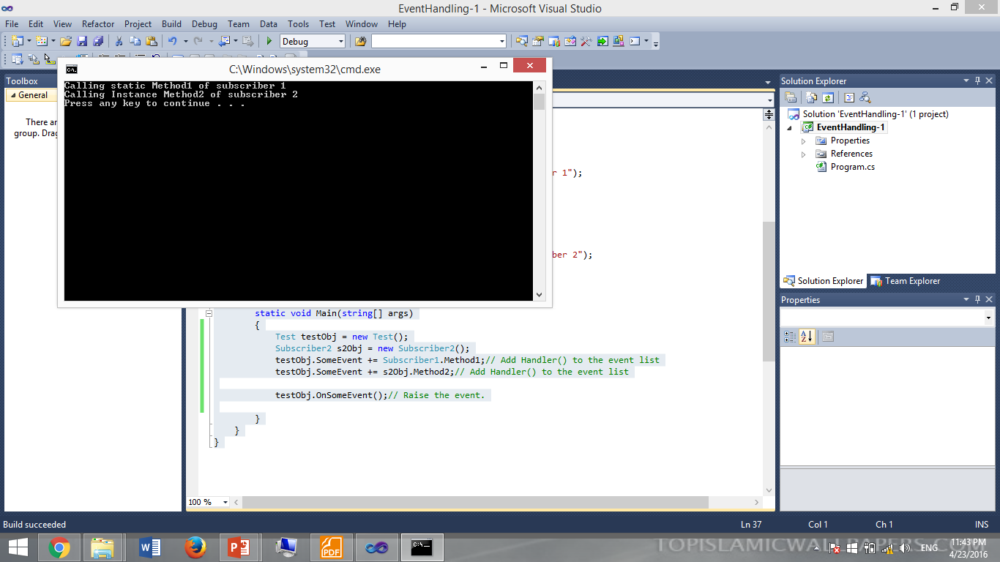 EventHandling-1 - Microsoft Visual Studio
File Edit View Refactor Project Build Debug Team Data Tools Test Window Help
Debug
Toolbox
General
There ar
group. Drag
C:\Windows\system32\cmd.exe
Calling static Method1 of subscriber 1
Calling Instance Method2 of subscriber 2
Press any key to continue . . .
r 1");
ber 2");
static void Main(string[] args)
{
Test testObj = new Test();
Subscriber2 s2Obj = new Subscriber2();
testObj.SomeEvent += Subscriber1.Method1;// Add Handler() to the event list
testObj.SomeEvent += s2Obj.Method2;// Add Handler() to the event list
testObj.OnSomeEvent();// Raise the event.
}
}
}
100 %
Solution Explorer
Solution 'EventHandling-1' (1 project)
EventHandling-1
Properties
References
Program.cs
Solution Explorer Team Explorer
Properties
Build succeeded Ln 37 Col 1 Ch 1 INS
PDF
TOPISLAMICWALLPAPERS.COM
ENG
11:43 PM
4/23/2016